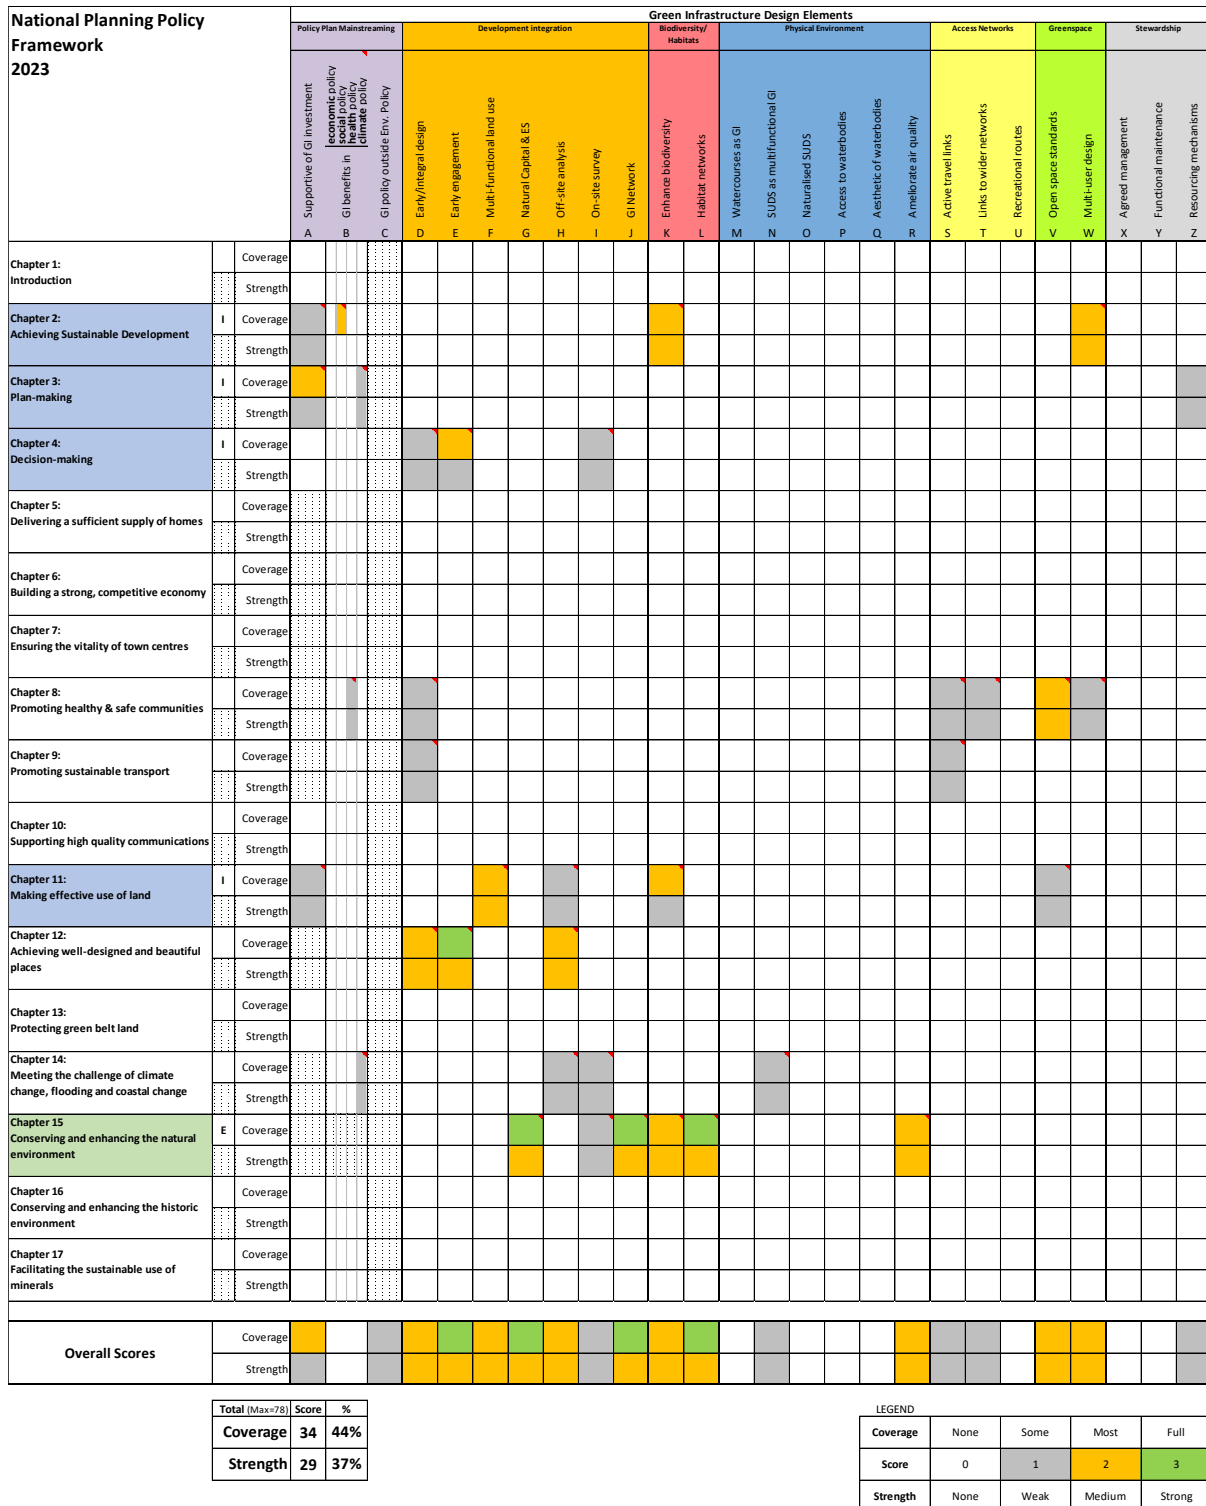 National Planning Policy
Framework
2023
Green Infrastructure Design Elements
Policy Plan Mainstreaming
Development integration
Biodiversity/
Habitats
Physical Environment
Access Networks
Greenspace
Stewardship
Supportive of GI investment
GI benefits in
economic policy
social policy
health policy
climate policy
GI policy outside Env. Policy
Early/integral design
Early engagement
Multi-functional land use
Natural Capital & ES
Off-site analysis
On-site survey
GI Network
Enhance biodiversity
Habitat networks
Watercourses as GI
SUDS as multifunctional GI
Naturalised SUDS
Access to waterbodies
Aesthetic of waterbodies
Ameliorate air quality
Active travel links
Links to wider networks
Recreational routes
Open space standards
Multi-user design
Agreed management
Functional maintenance
Resourcing mechanisms
A B C D E F G H I J K L M N O P Q R S T U V W X Y Z
Chapter 1:
Introduction
Coverage
Strength
Chapter 2:
Achieving Sustainable Development
I
Coverage
Strength
Chapter 3:
Plan-making
I
Coverage
Strength
Chapter 4:
Decision-making
I
Coverage
Strength
Chapter 5:
Delivering a sufficient supply of homes
Coverage
Strength
Chapter 6:
Building a strong, competitive economy
Coverage
Strength
Chapter 7:
Ensuring the vitality of town centres
Coverage
Strength
Chapter 8:
Promoting healthy & safe communities
Coverage
Strength
Chapter 9:
Promoting sustainable transport
Coverage
Strength
Chapter 10:
Supporting high quality communications
Coverage
Strength
Chapter 11:
Making effective use of land
I
Coverage
Strength
Chapter 12:
Achieving well-designed and beautiful
places
Coverage
Strength
Chapter 13:
Protecting green belt land
Coverage
Strength
Chapter 14:
Meeting the challenge of climate
change, flooding and coastal change
Coverage
Strength
Chapter 15
Conserving and enhancing the natural
environment
E
Coverage
Strength
Chapter 16
Conserving and enhancing the historic
environment
Coverage
Strength
Chapter 17
Facilitating the sustainable use of
minerals
Coverage
Strength
Overall Scores
Coverage
Strength
Total (Max=78) Score %
Coverage 34 44%
Strength 29 37%
LEGEND
Coverage None Some Most Full
Score 0 1 2 3
Strength None Weak Medium Strong